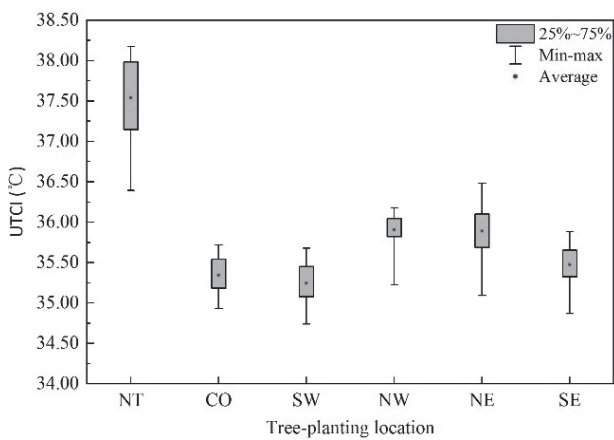 38.50
38.00
37.50
37.00
36.50
36.00
35.50
35.00
34.50
34.00
UTCI (℃)
25%~75%
Min-max
Average
NT CO SW NW NE SE
Tree-planting location